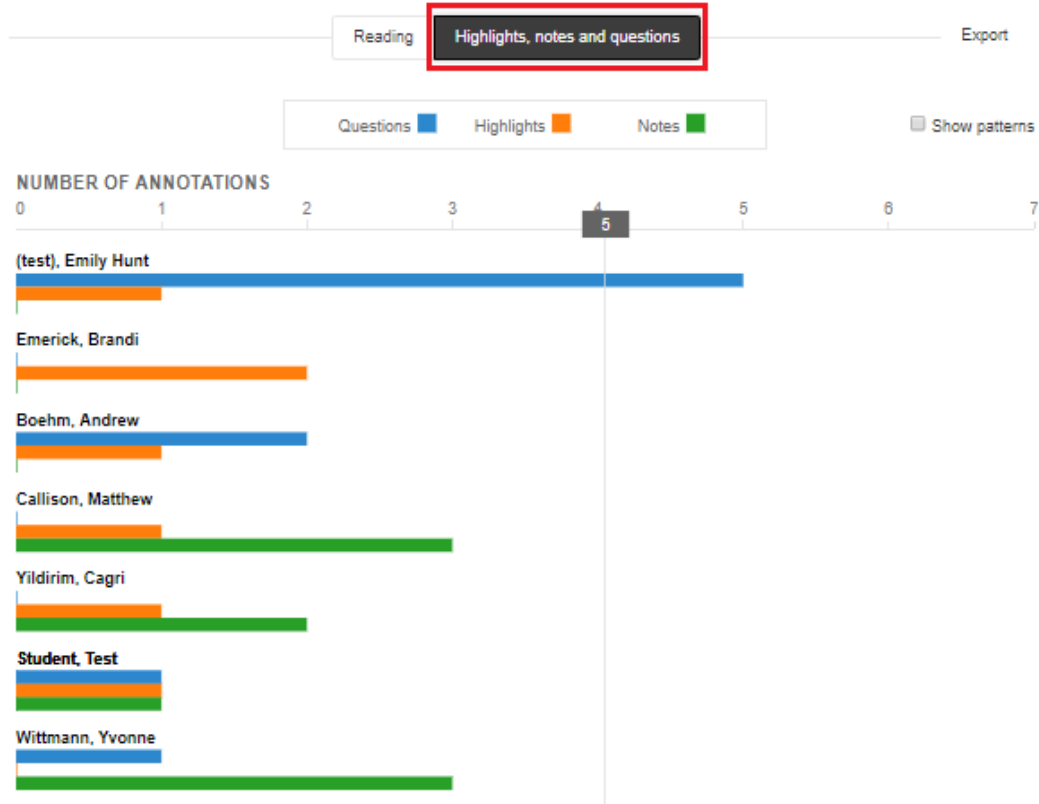 Reading Highlights, notes and questions Export
Questions Highlights Notes Show patterns
NUMBER OF ANNOTATIONS
0 1 2 3 4 5 6 7
5
(test), Emily Hunt
Emerick, Brandi
Boehm, Andrew
Callison, Matthew
Yildirim, Cagri
Student, Test
Wittmann, Yvonne